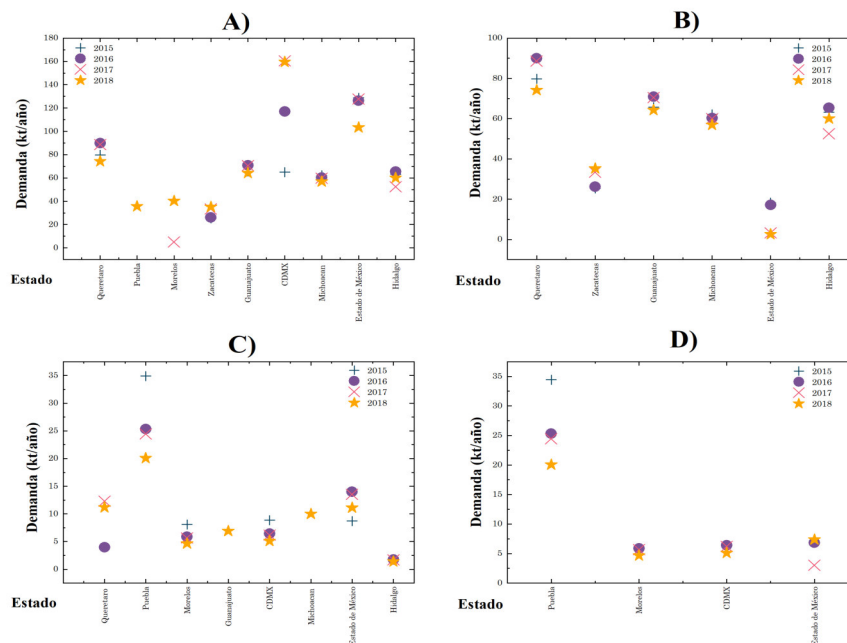 A)
Demanda (kt/año)
180
160
140
120
100
80
60
40
20
0
2015
2016
2017
2018
Estado
Queretaro
Puebla
Morelos
Zacatecas
Guanajuato
CDMX
Michoacan
Estado de México
Hidalgo
B)
Demanda (kt/año)
100
80
60
40
20
0
2015
2016
2017
2018
Estado
Queretaro
Zacatecas
Guanajuato
Michoacan
Estado de México
Hidalgo
C)
Demanda (kt/año)
35
30
25
20
15
10
5
0
2015
2016
2017
2018
Estado
Queretaro
Puebla
Morelos
Guanajuato
CDMX
Michoacan
Estado de México
Hidalgo
D)
Demanda (kt/año)
35
30
25
20
15
10
5
0
2015
2016
2017
2018
Estado
Puebla
Morelos
CDMX
Estado de México